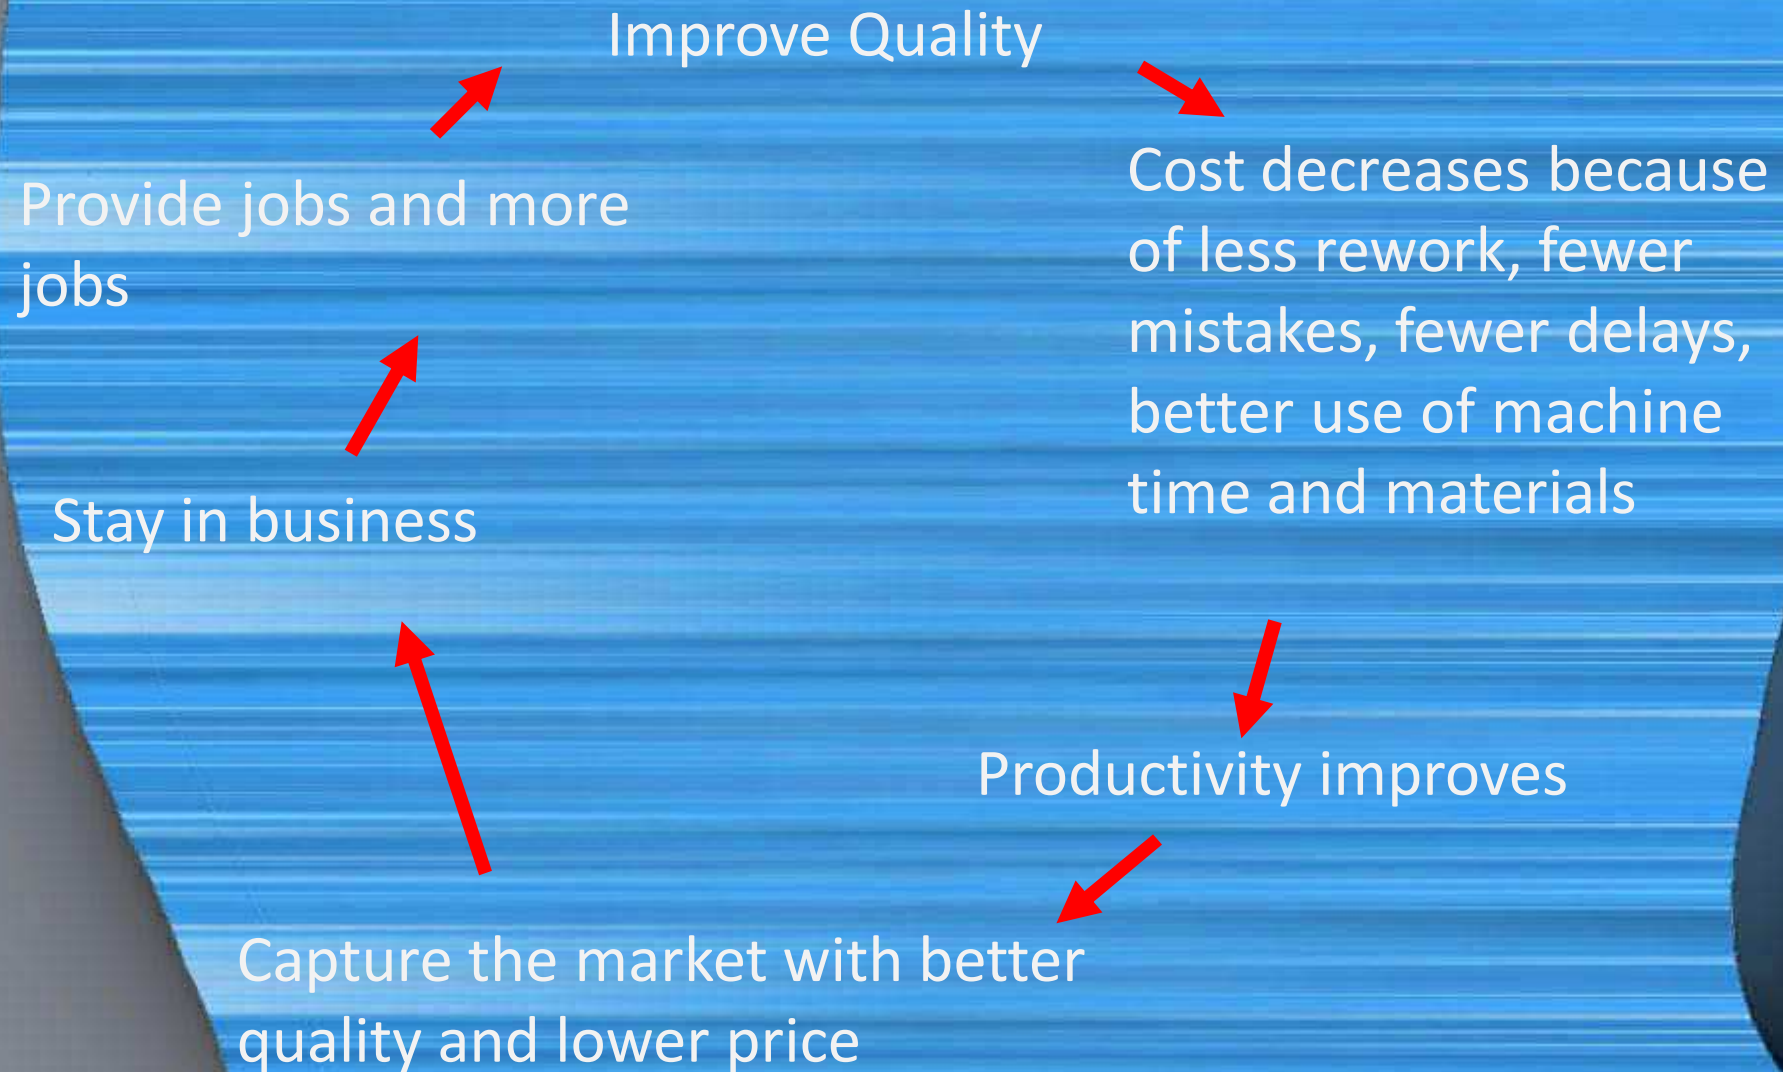 Improve Quality
Cost decreases because
of less rework, fewer
mistakes, fewer delays,
better use of machine
time and materials
Productivity improves
Capture the market with better
quality and lower price
Stay in business
Provide jobs and more
jobs